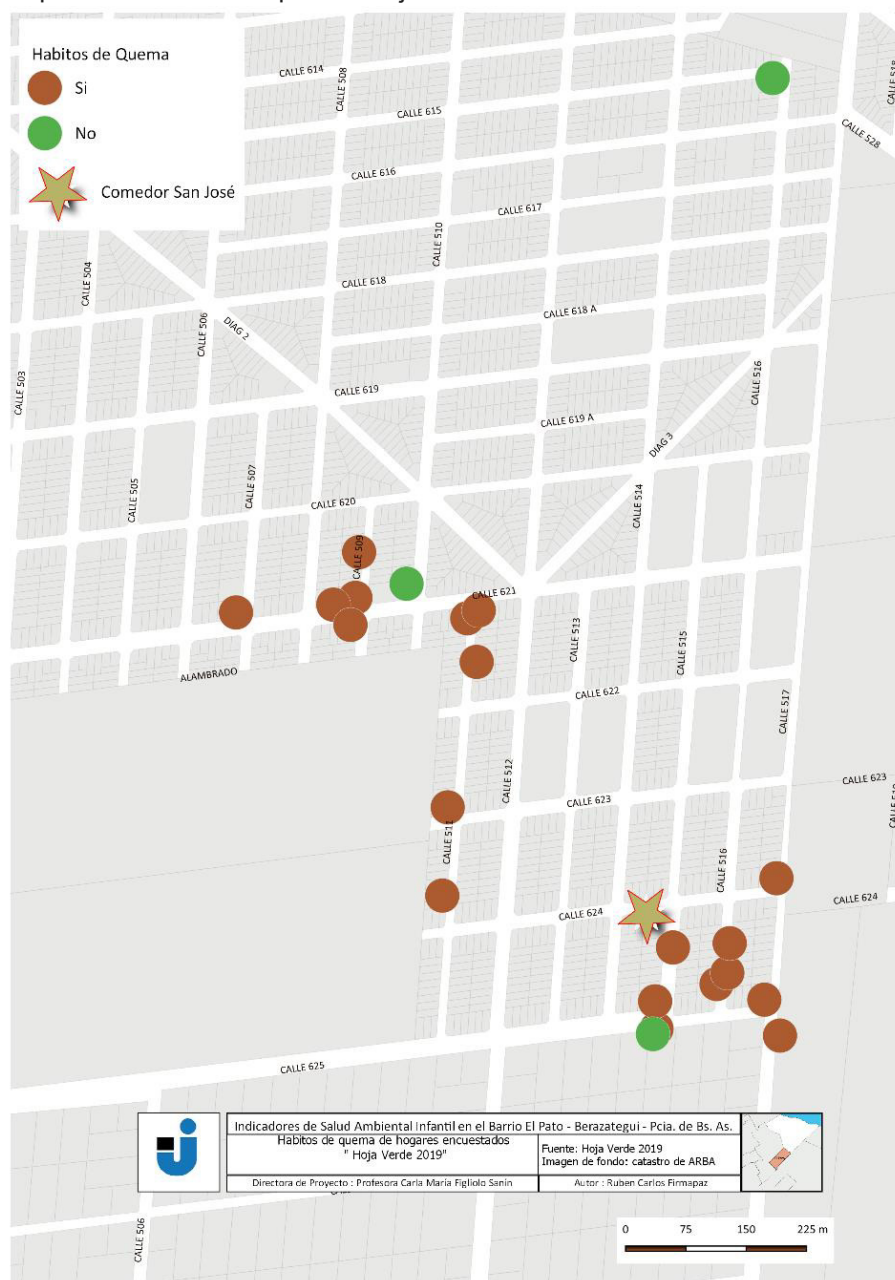 Habitos de Quema
Si
No
Comedor San José
CALLE 614
CALLE 508
CALLE 615
CALLE 518
CALLE 528
CALLE 616
CALLE 617
CALLE 510
CALLE 504
CALLE 618
CALLE 618 A
CALLE 506
DIAG 2
CALLE 503
CALLE 619
CALLE 516
CALLE 619 A
DIAG 3
CALLE 505
CALLE 507
CALLE 620
CALLE 514
CALLE 509
CALLE 621
CALLE 513
CALLE 515
ALAMBRADO
CALLE 622
CALLE 517
CALLE 512
CALLE 623
CALLE 623
CALLE 511
CALLE 516
CALLE 624
CALLE 624
CALLE 625
Indicadores de Salud Ambiental Infantil en el Barrio El Pato - Berazategui - Pcia. de Bs. As.
Habitos de quema de hogares encuestados
" Hoja Verde 2019"
Fuente: Hoja Verde 2019
Imagen de fondo: catastro de ARBA
Directora de Proyecto : Profesora Carla María Figliolo Sanin
Autor : Ruben Carlos Firmapaz
CALLE 506
0 75 150 225 m